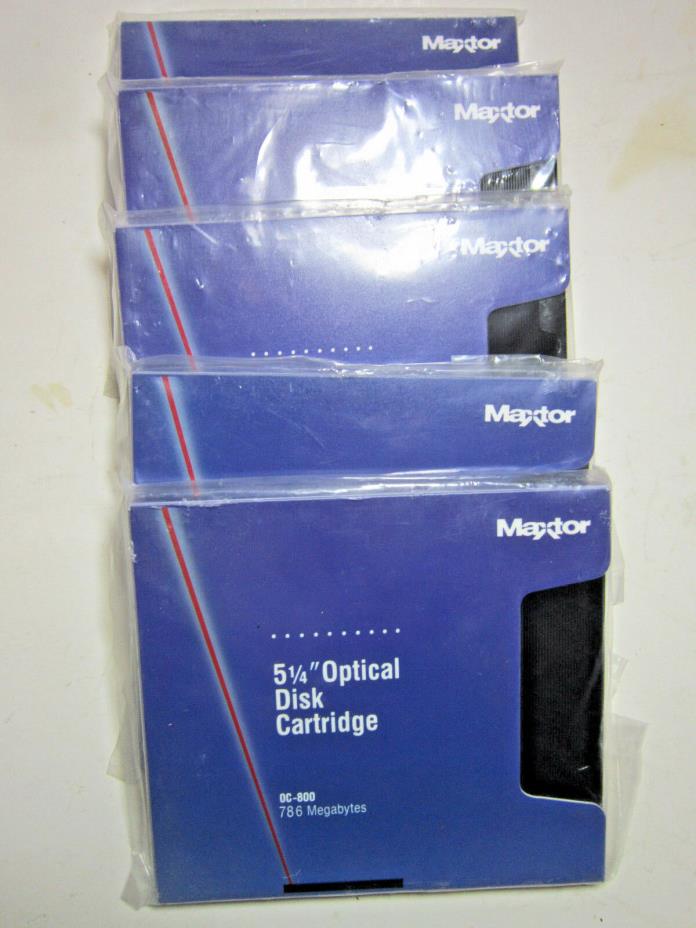 Maxtor
Maxtor
Maxtor
Maxtor
Maxtor
5¼" Optical
Disk
Cartridge
OC-800
786 Megabytes